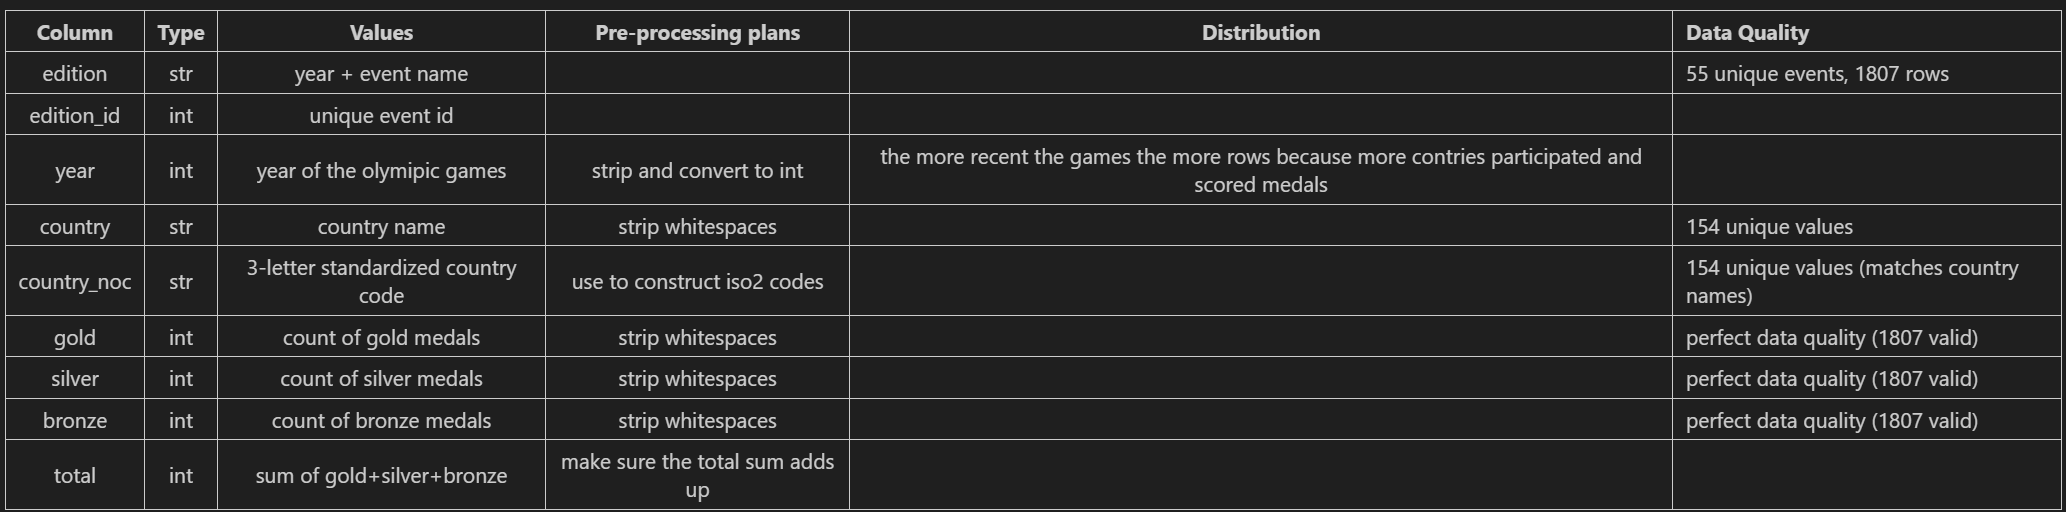 Column Type Values Pre-processing plans Distribution Data Quality
edition str year + event name 55 unique events, 1807 rows
edition_id int unique event id
year int year of the olymipic games strip and convert to int the more recent the games the more rows because more contries participated and
scored medals
country str country name strip whitespaces 154 unique values
country_noc str 3-letter standardized country
code use to construct iso2 codes 154 unique values (matches country
names)
gold int count of gold medals strip whitespaces perfect data quality (1807 valid)
silver int count of silver medals strip whitespaces perfect data quality (1807 valid)
bronze int count of bronze medals strip whitespaces perfect data quality (1807 valid)
total int sum of gold+silver+bronze make sure the total sum adds
up